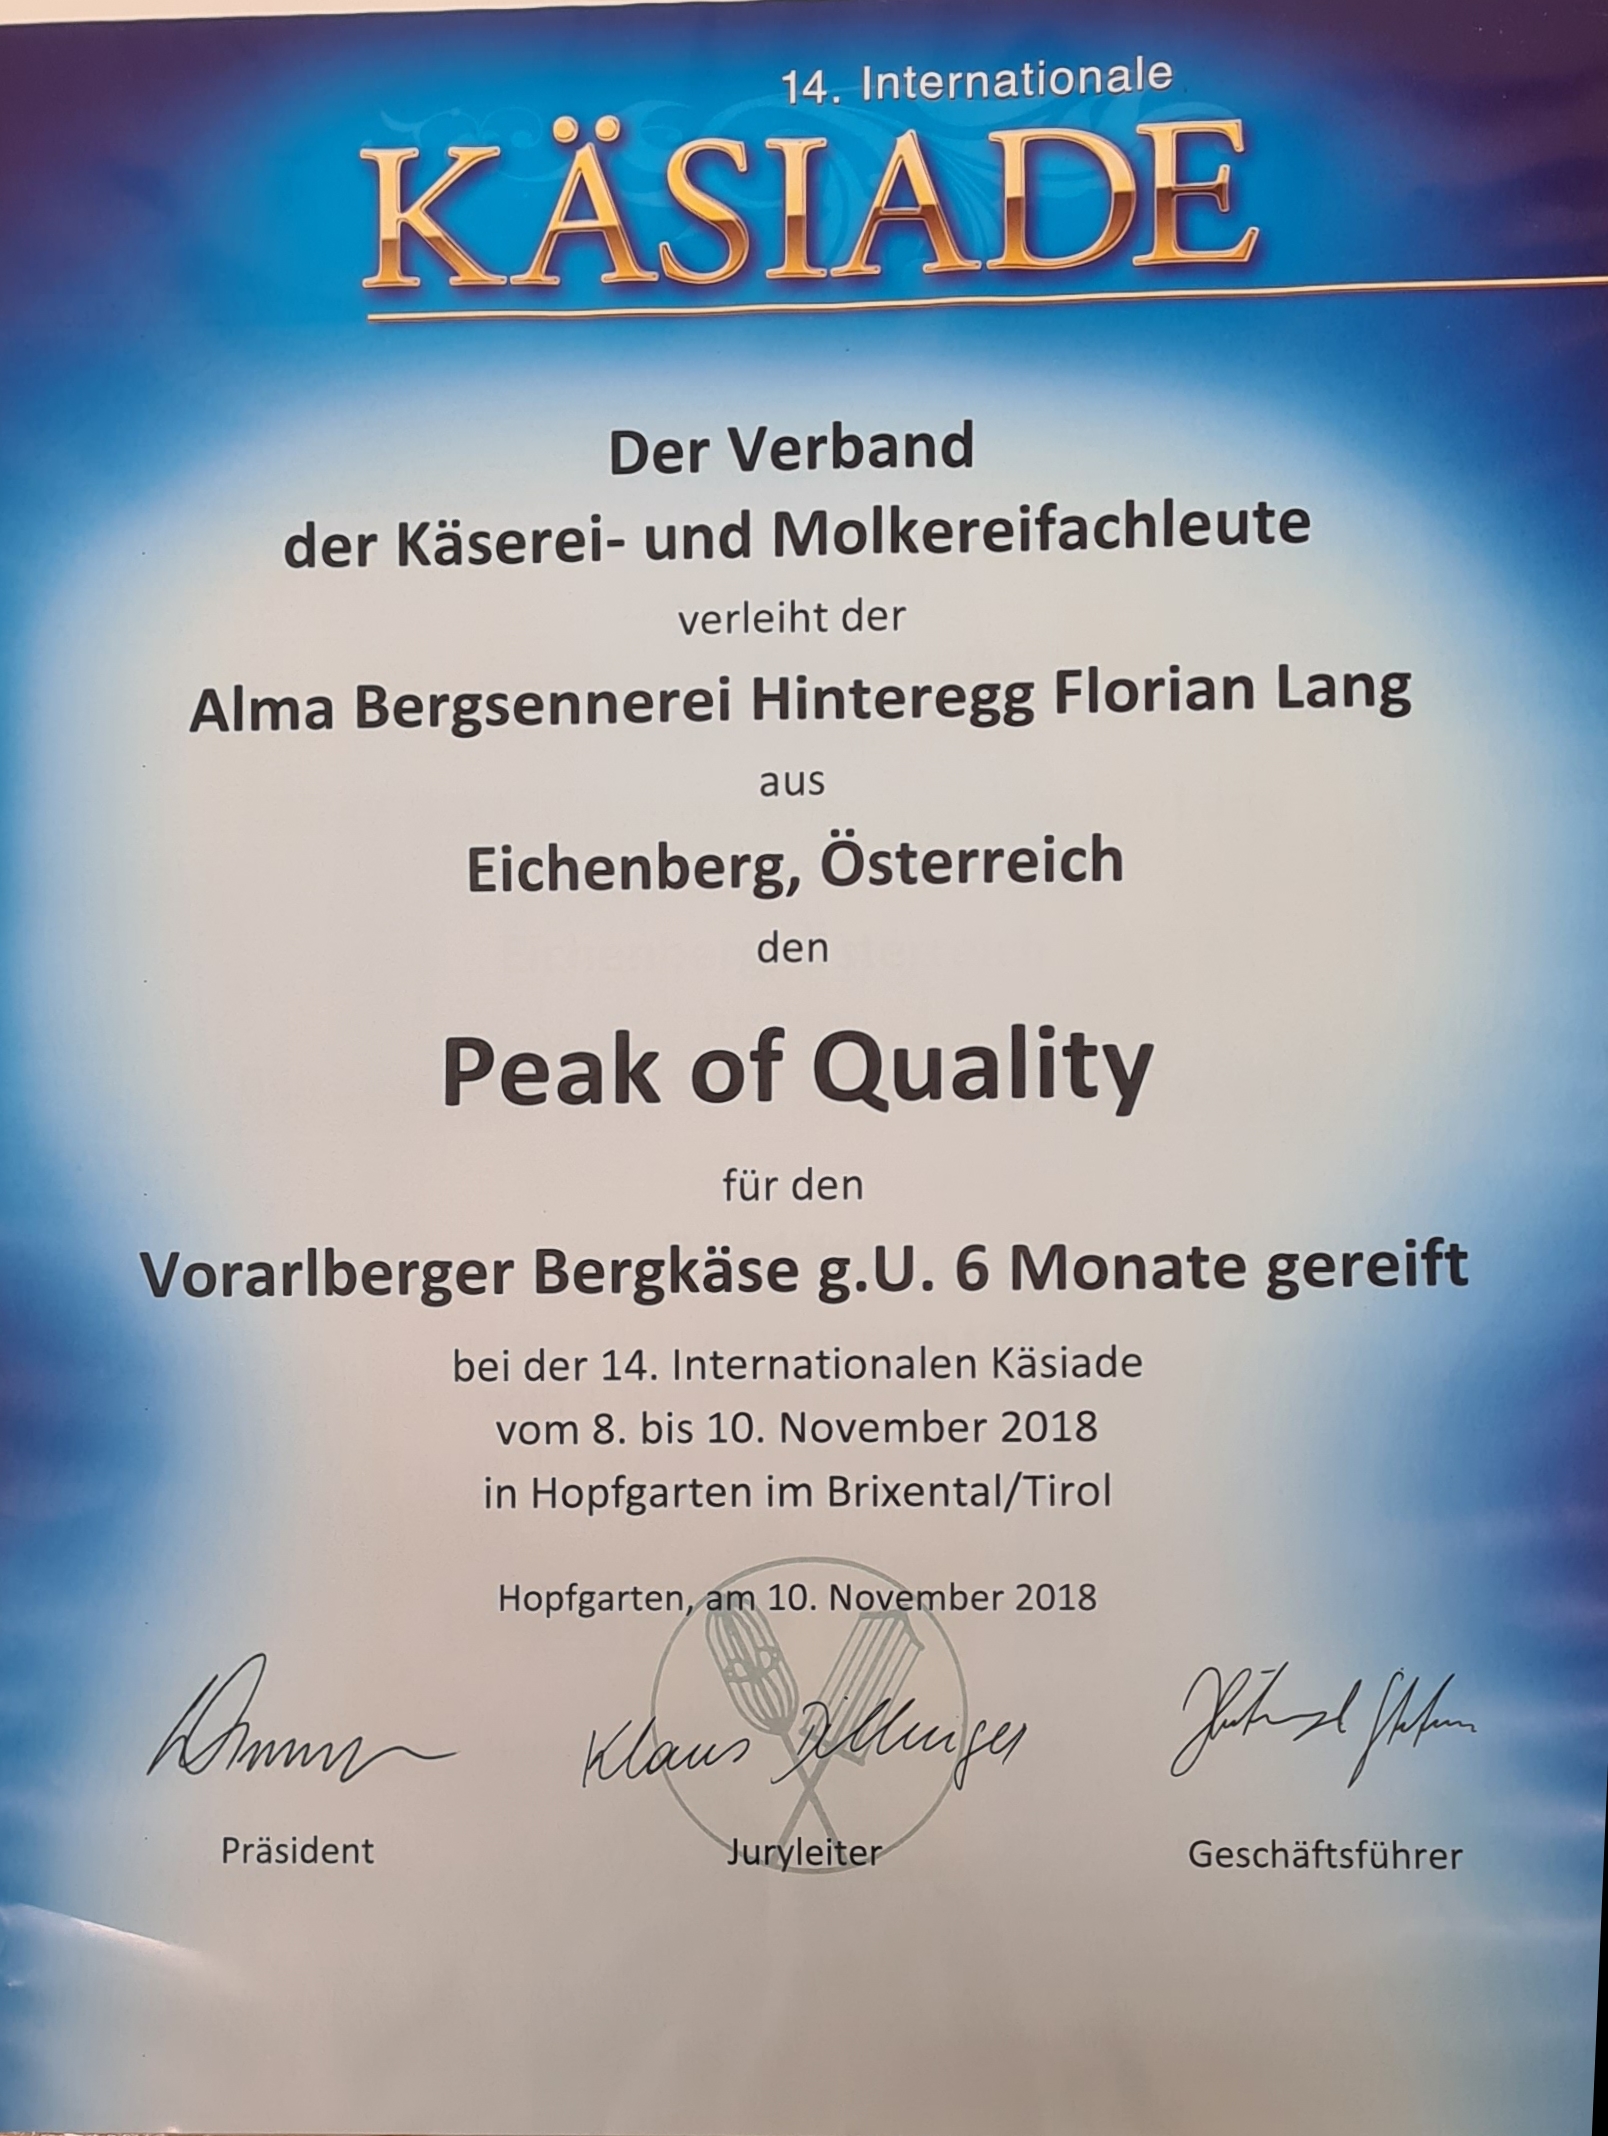 14. Internationale
KÄSIADE
Der Verband
der Käserei- und Molkereifachleute
verleiht der
Alma Bergsennerei Hinteregg Florian Lang
aus
Eichenberg, Österreich
den
Peak of Quality
für den
Vorarlberger Bergkäse g.U. 6 Monate gereift
bei der 14. Internationalen Käsiade
vom 8. bis 10. November 2018
in Hopfgarten im Brixental/Tirol
Hopfgarten, am 10. November 2018
Klaus Dillinger
Präsident Juryleiter Geschäftsführer